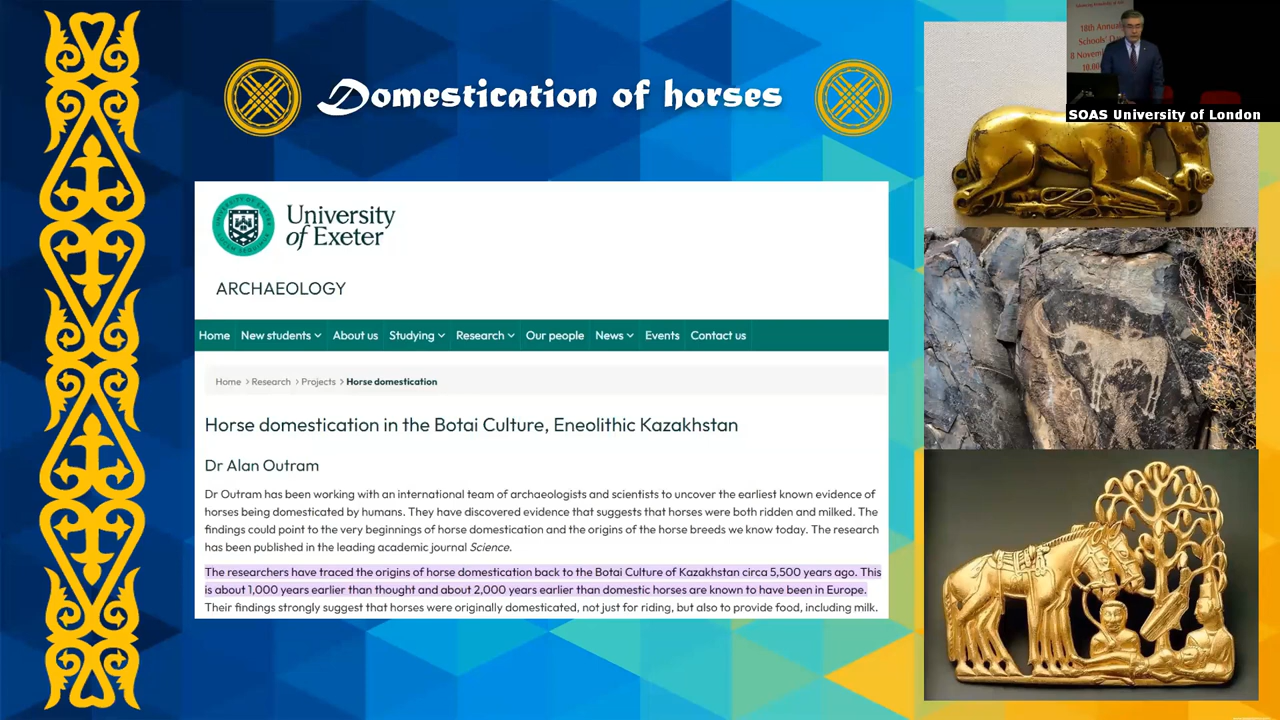 Domestication of horses
18th Annual
Schools' Da
8 Novem
10.00
SOAS University of London
University
of Exeter
ARCHAEOLOGY
Home New students About us Studying Research Our people News Events Contact us
Home > Research > Projects > Horse domestication
Horse domestication in the Botai Culture, Eneolithic Kazakhstan
Dr Alan Outram
Dr Outram has been working with an international team of archaeologists and scientists to uncover the earliest known evidence of
horses being domesticated by humans. They have discovered evidence that suggests that horses were both ridden and milked. The
findings could point to the very beginnings of horse domestication and the origins of the horse breeds we know today. The research
has been published in the leading academic journal Science.
The researchers have traced the origins of horse domestication back to the Botai Culture of Kazakhstan circa 5,500 years ago. This
is about 1,000 years earlier than thought and about 2,000 years earlier than domestic horses are known to have been in Europe.
Their findings strongly suggest that horses were originally domesticated, not just for riding, but also to provide food, including milk.